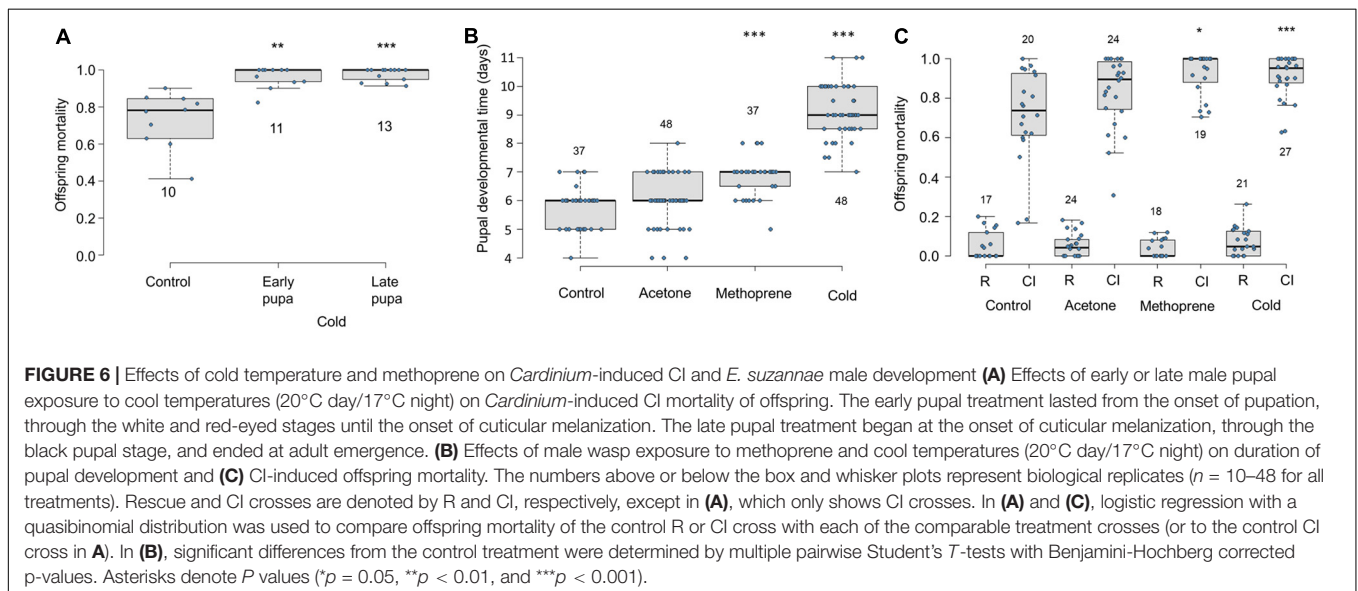 A
B
C
** ***
*** ***
* ***
Offspring mortality
1.0
0.8
0.6
0.4
0.2
0.0
10
11
13
Control
Early pupa
Late pupa
Cold
Pupal developmental time (days)
11
10
9
8
7
6
5
4
37
48
37
48
Control Acetone Methoprene Cold
Offspring mortality
1.0
0.8
0.6
0.4
0.2
0.0
17
20
24
24
18
19
21
27
R CI R CI R CI R CI
Control Acetone Methoprene Cold
FIGURE 6 | Effects of cold temperature and methoprene on Cardinium-induced CI and E. suzannae male development (A) Effects of early or late male pupal
exposure to cool temperatures (20°C day/17°C night) on Cardinium-induced CI mortality of offspring. The early pupal treatment lasted from the onset of pupation,
through the white and red-eyed stages until the onset of cuticular melanization. The late pupal treatment began at the onset of cuticular melanization, through the
black pupal stage, and ended at adult emergence. (B) Effects of male wasp exposure to methoprene and cool temperatures (20°C day/17°C night) on duration of
pupal development and (C) CI-induced offspring mortality. The numbers above or below the box and whisker plots represent biological replicates (n = 10–48 for all
treatments). Rescue and CI crosses are denoted by R and CI, respectively, except in (A), which only shows CI crosses. In (A) and (C), logistic regression with a
quasibinomial distribution was used to compare offspring mortality of the control R or CI cross with each of the comparable treatment crosses (or to the control CI
cross in A). In (B), significant differences from the control treatment were determined by multiple pairwise Student's T-tests with Benjamini-Hochberg corrected
p-values. Asterisks denote P values (*p = 0.05, **p < 0.01, and ***p < 0.001).